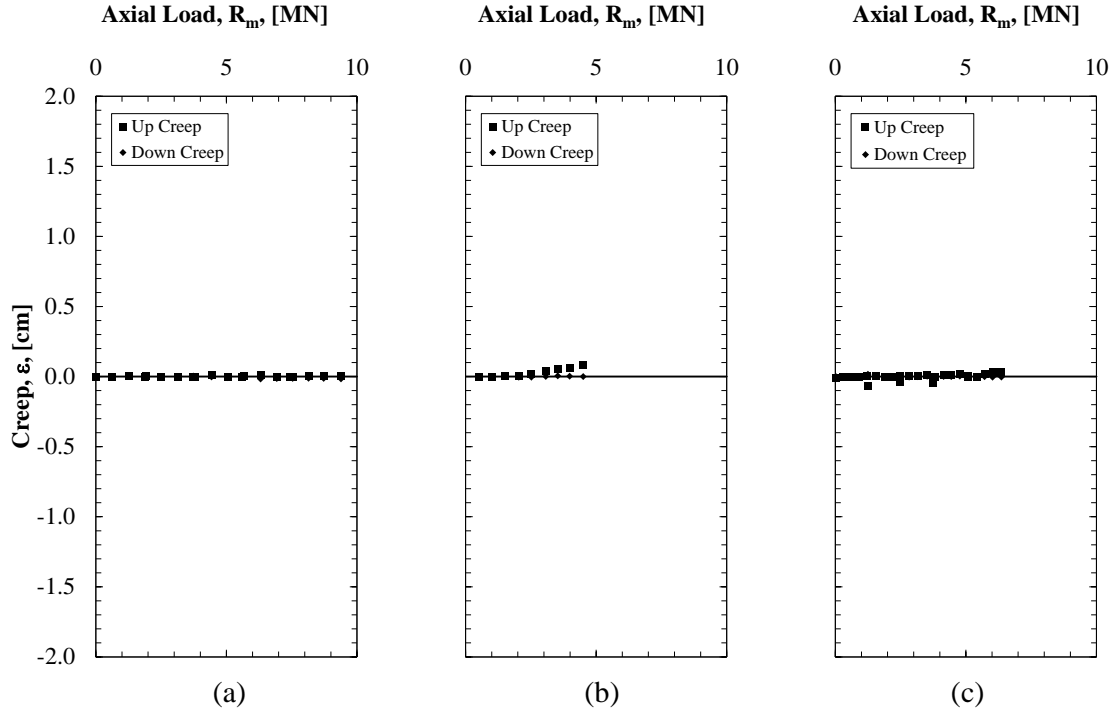 Axial Load, Rm, [MN]
Axial Load, Rm, [MN]
Axial Load, Rm, [MN]
0 5 10
0 5 10
0 5 10
2.0
1.5
1.0
0.5
0.0
-0.5
-1.0
-1.5
-2.0
Creep, ε, [cm]
Up Creep
Down Creep
Up Creep
Down Creep
Up Creep
Down Creep
(a)
(b)
(c)